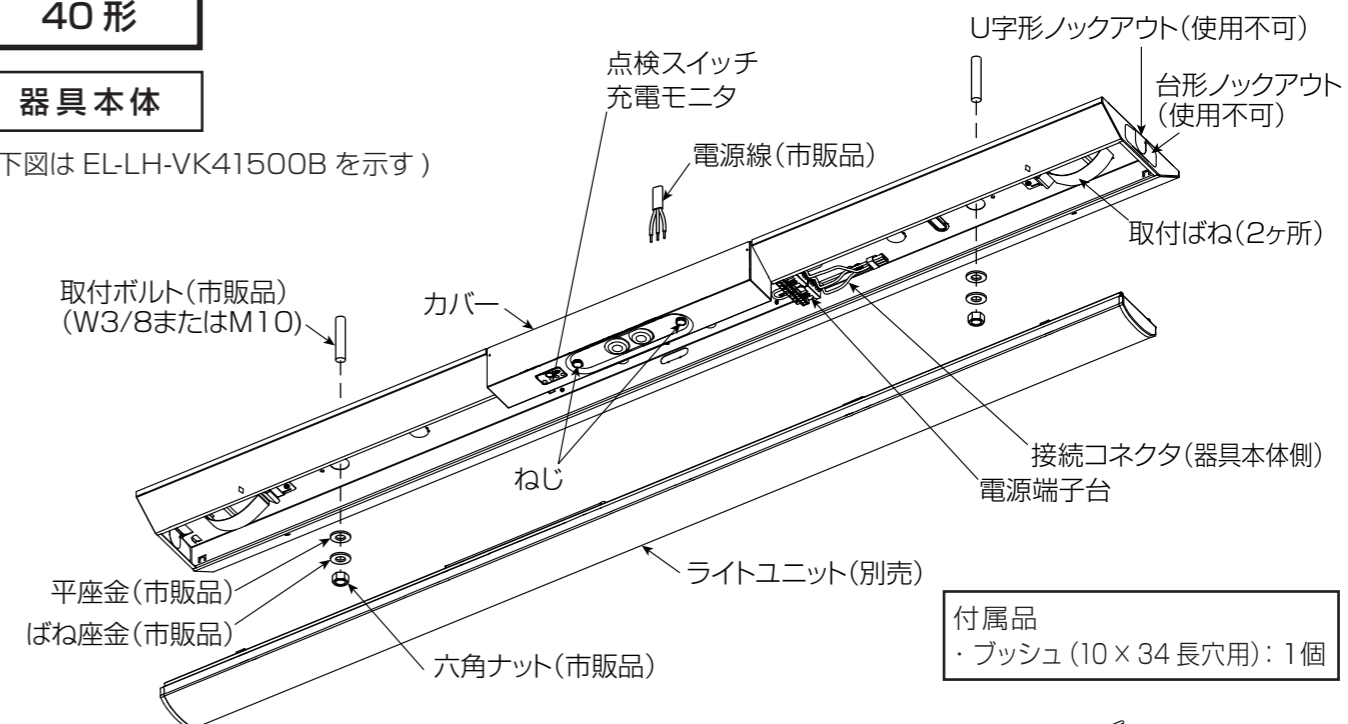 40形
器具本体
下図は EL-LH-VK41500B を示す )
点検スイッチ
充電モニタ
U字形ノックアウト(使用不可)
台形ノックアウト
(使用不可)
電源線(市販品)
取付ばね(2ヶ所)
取付ボルト(市販品)
(W3/8またはM10)
カバー
ねじ
接続コネクタ(器具本体側)
電源端子台
ライトユニット(別売)
平座金(市販品)
ばね座金(市販品)
六角ナット(市販品)
付属品
・ブッシュ (10 × 34 長穴用) : 1個